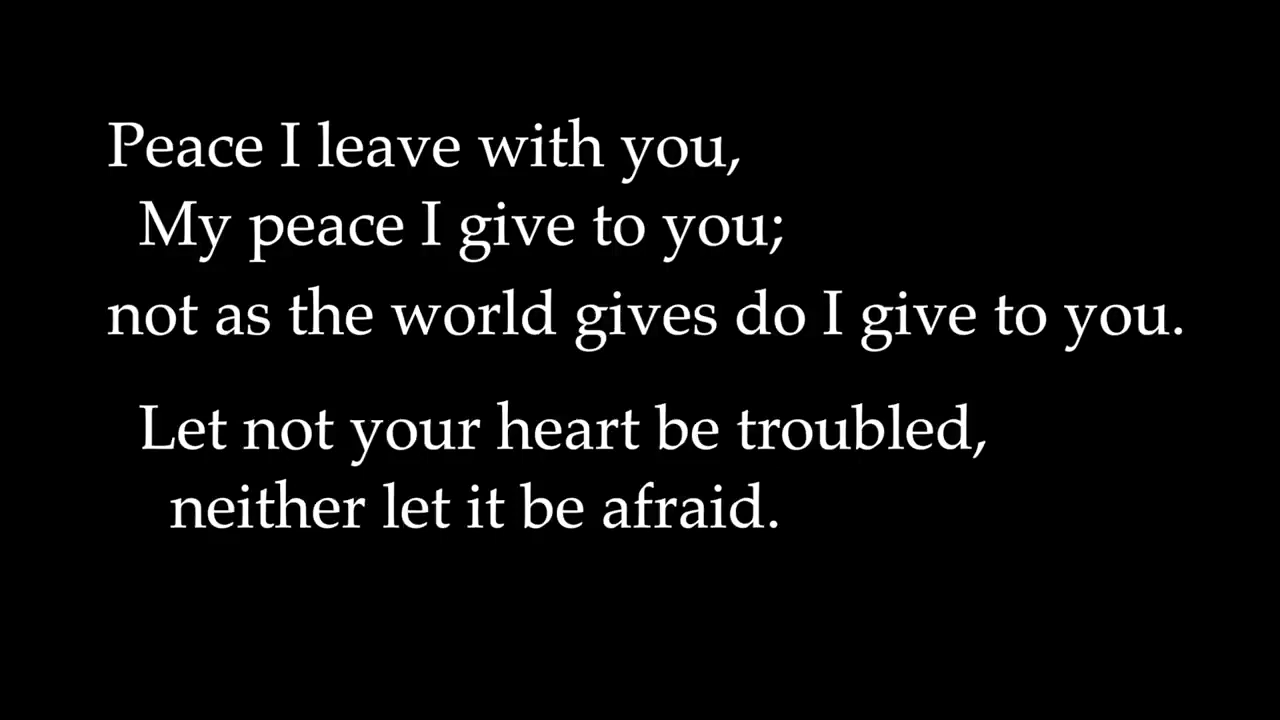 Peace I leave with you,
My peace I give to you;
not as the world gives do I give to you.
Let not your heart be troubled,
neither let it be afraid.